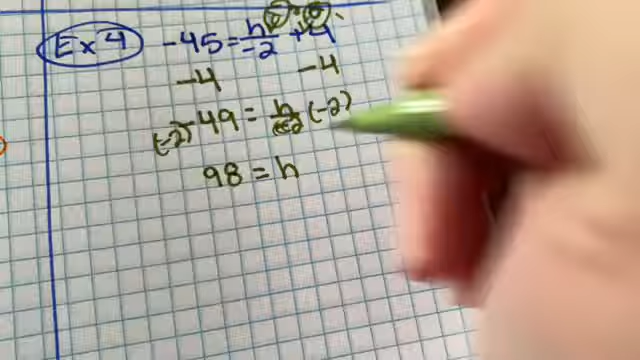 Ex 4 -45 = h/-2 + 4
-4 -4
(-2) -49 = h/-2 (-2)
98 = h